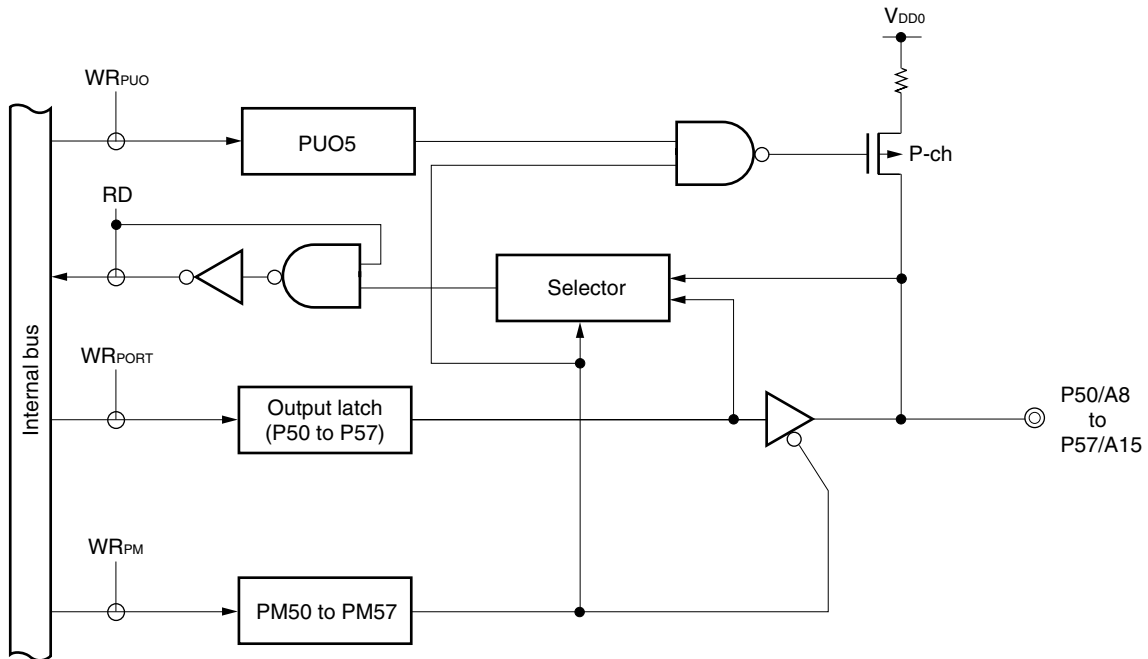 VDD0
WRPUO
PUO5
P-ch
RD
Selector
Internal bus
WRPORT
Output latch
(P50 to P57)
P50/A8
to
P57/A15
WRPM
PM50 to PM57